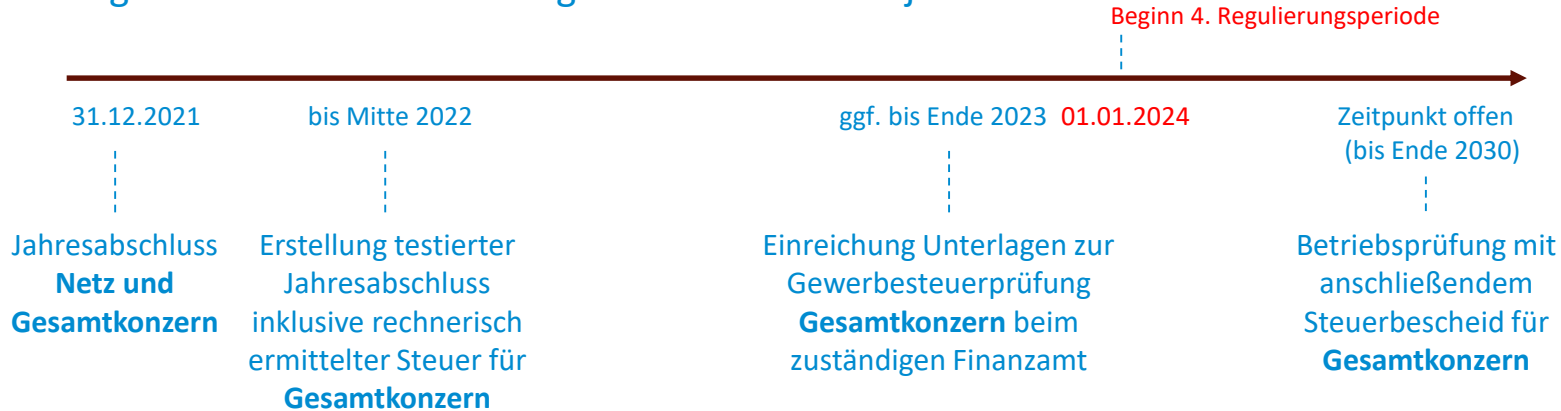 Beginn 4. Regulierungsperiode
31.12.2021
bis Mitte 2022
ggf. bis Ende 2023
01.01.2024
Zeitpunkt offen
(bis Ende 2030)
Jahresabschluss
Netz und
Gesamtkonzern
Erstellung testierter
Jahresabschluss
inklusive rechnerisch
ermittelter Steuer für
Gesamtkonzern
Einreichung Unterlagen zur
Gewerbesteuerprüfung
Gesamtkonzern beim
zuständigen Finanzamt
Betriebsprüfung mit
anschließendem
Steuerbescheid für
Gesamtkonzern